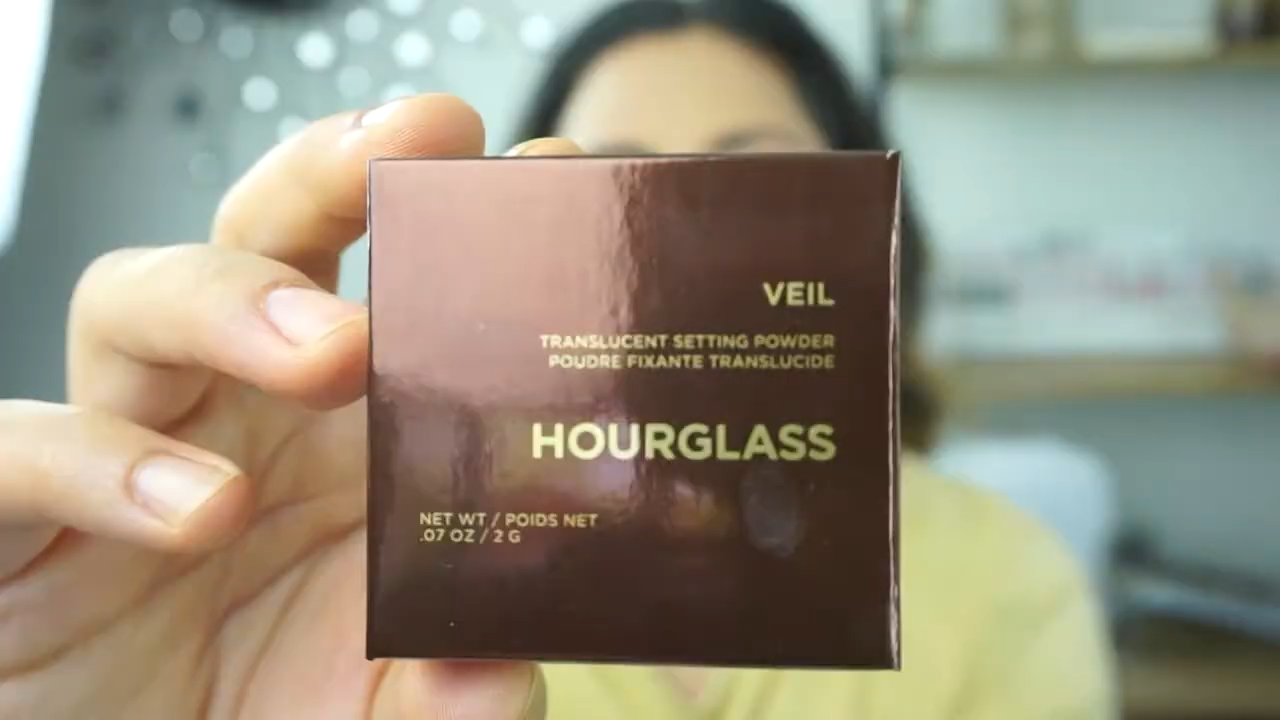 VEIL
TRANSLUCENT SETTING POWDER
POUDRE FIXANTE TRANSLUCIDE
HOURGLASS
NET WT / POIDS NET
.07 OZ / 2 G